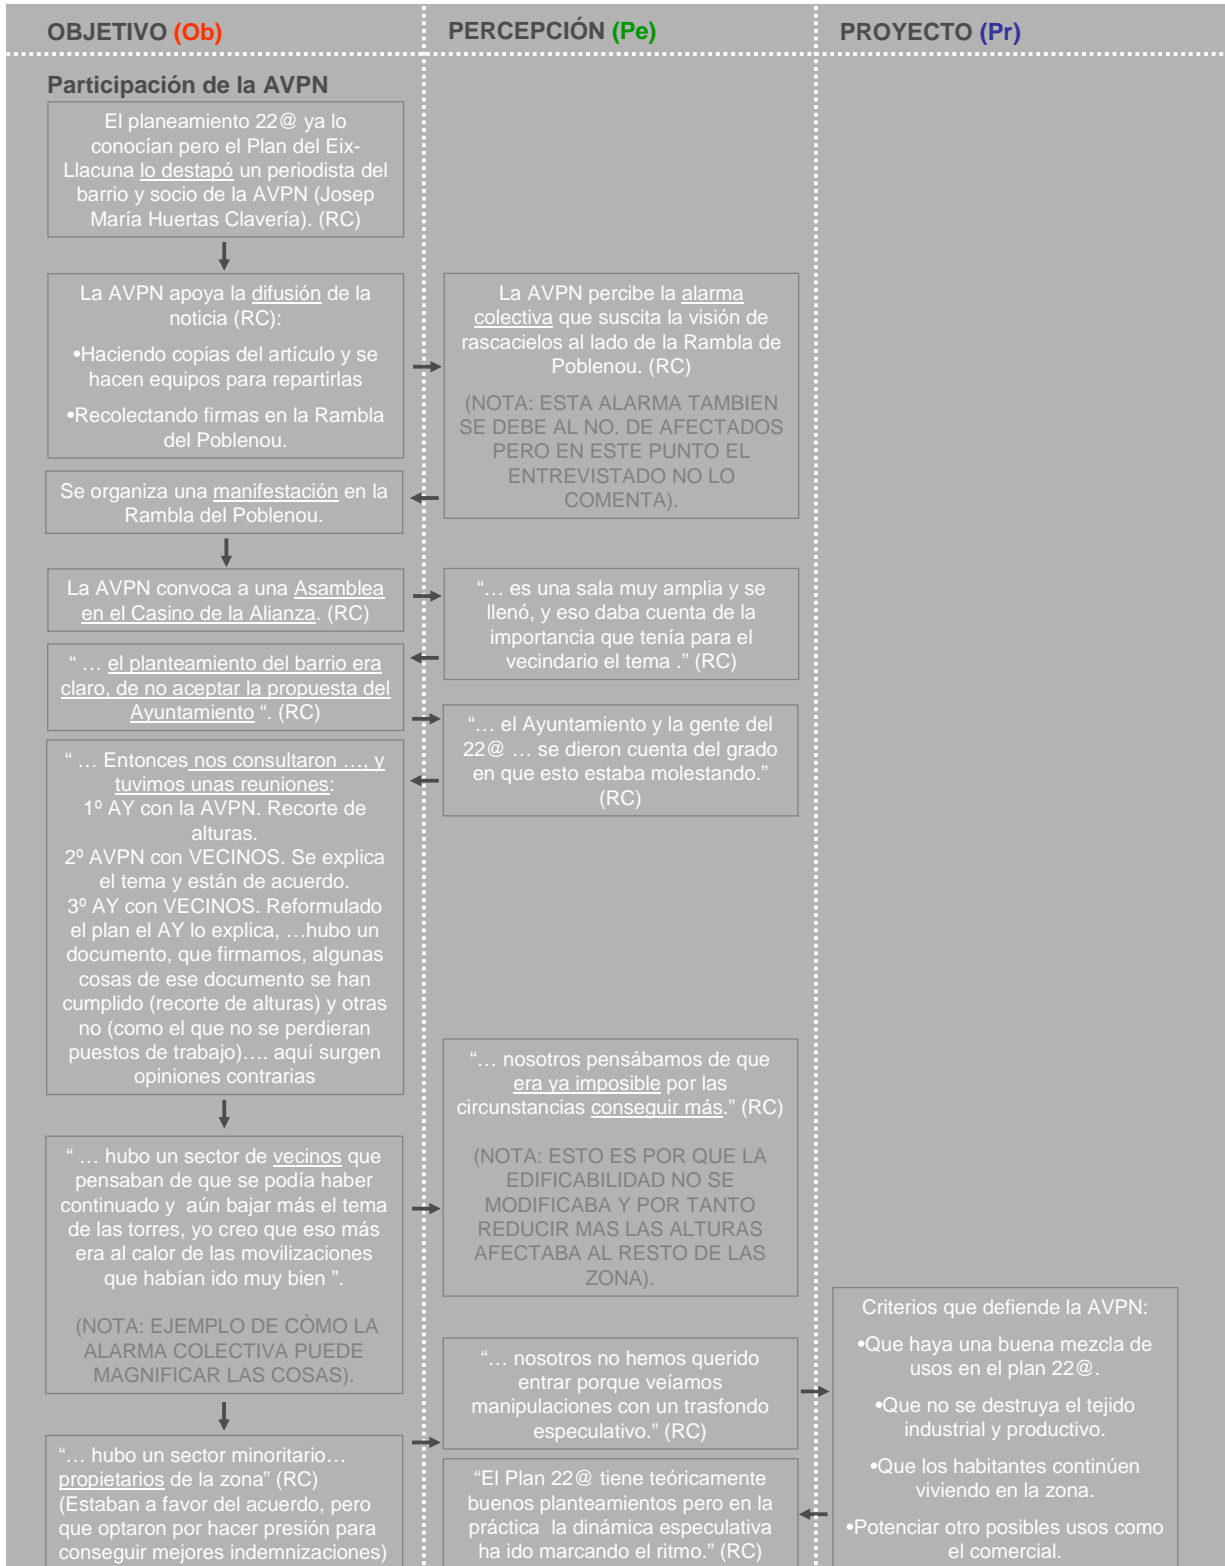 OBJETIVO (Ob)
PERCEPCIÓN (Pe)
PROYECTO (Pr)
Participación de la AVPN
El planeamiento 22@ ya lo
conocían pero el Plan del Eix-
Llacuna lo destapó un periodista del
barrio y socio de la AVPN (Josep
María Huertas Clavería). (RC)
La AVPN apoya la difusión de la
noticia (RC):
•Haciendo copias del artículo y se
hacen equipos para repartirlas
•Recolectando firmas en la Rambla
del Poblenou.
La AVPN percibe la alarma
colectiva que suscita la visión de
rascacielos al lado de la Rambla de
Poblenou. (RC)
(NOTA: ESTA ALARMA TAMBIEN
SE DEBE AL NO. DE AFECTADOS
PERO EN ESTE PUNTO EL
ENTREVISTADO NO LO
COMENTA).
Se organiza una manifestación en la
Rambla del Poblenou.
La AVPN convoca a una Asamblea
en el Casino de la Alianza. (RC)
“… es una sala muy amplia y se
llenó, y eso daba cuenta de la
importancia que tenía para el
vecindario el tema .” (RC)
“ … el planteamiento del barrio era
claro, de no aceptar la propuesta del
Ayuntamiento “. (RC)
“… el Ayuntamiento y la gente del
22@ … se dieron cuenta del grado
en que esto estaba molestando.”
(RC)
“ … Entonces nos consultaron …, y
tuvimos unas reuniones:
1º AY con la AVPN. Recorte de
alturas.
2º AVPN con VECINOS. Se explica
el tema y están de acuerdo.
3º AY con VECINOS. Reformulado
el plan el AY lo explica, …hubo un
documento, que firmamos, algunas
cosas de ese documento se han
cumplido (recorte de alturas) y otras
no (como el que no se perdieran
puestos de trabajo)…. aquí surgen
opiniones contrarias
“… nosotros pensábamos de que
era ya imposible por las
circunstancias conseguir más.” (RC)
(NOTA: ESTO ES POR QUE LA
EDIFICABILIDAD NO SE
MODIFICABA Y POR TANTO
REDUCIR MAS LAS ALTURAS
AFECTABA AL RESTO DE LAS
ZONA).
“ … hubo un sector de vecinos que
pensaban de que se podía haber
continuado y aún bajar más el tema
de las torres, yo creo que eso más
era al calor de las movilizaciones
que habían ido muy bien ”.
(NOTA: EJEMPLO DE CÒMO LA
ALARMA COLECTIVA PUEDE
MAGNIFICAR LAS COSAS).
“… nosotros no hemos querido
entrar porque veíamos
manipulaciones con un trasfondo
especulativo.” (RC)
Criterios que defiende la AVPN:
•Que haya una buena mezcla de
usos en el plan 22@.
•Que no se destruya el tejido
industrial y productivo.
•Que los habitantes continúen
viviendo en la zona.
•Potenciar otro posibles usos como
el comercial.
“… hubo un sector minoritario…
propietarios de la zona” (RC)
(Estaban a favor del acuerdo, pero
que optaron por hacer presión para
conseguir mejores indemnizaciones)
“El Plan 22@ tiene teóricamente
buenos planteamientos pero en la
práctica la dinámica especulativa
ha ido marcando el ritmo.” (RC)